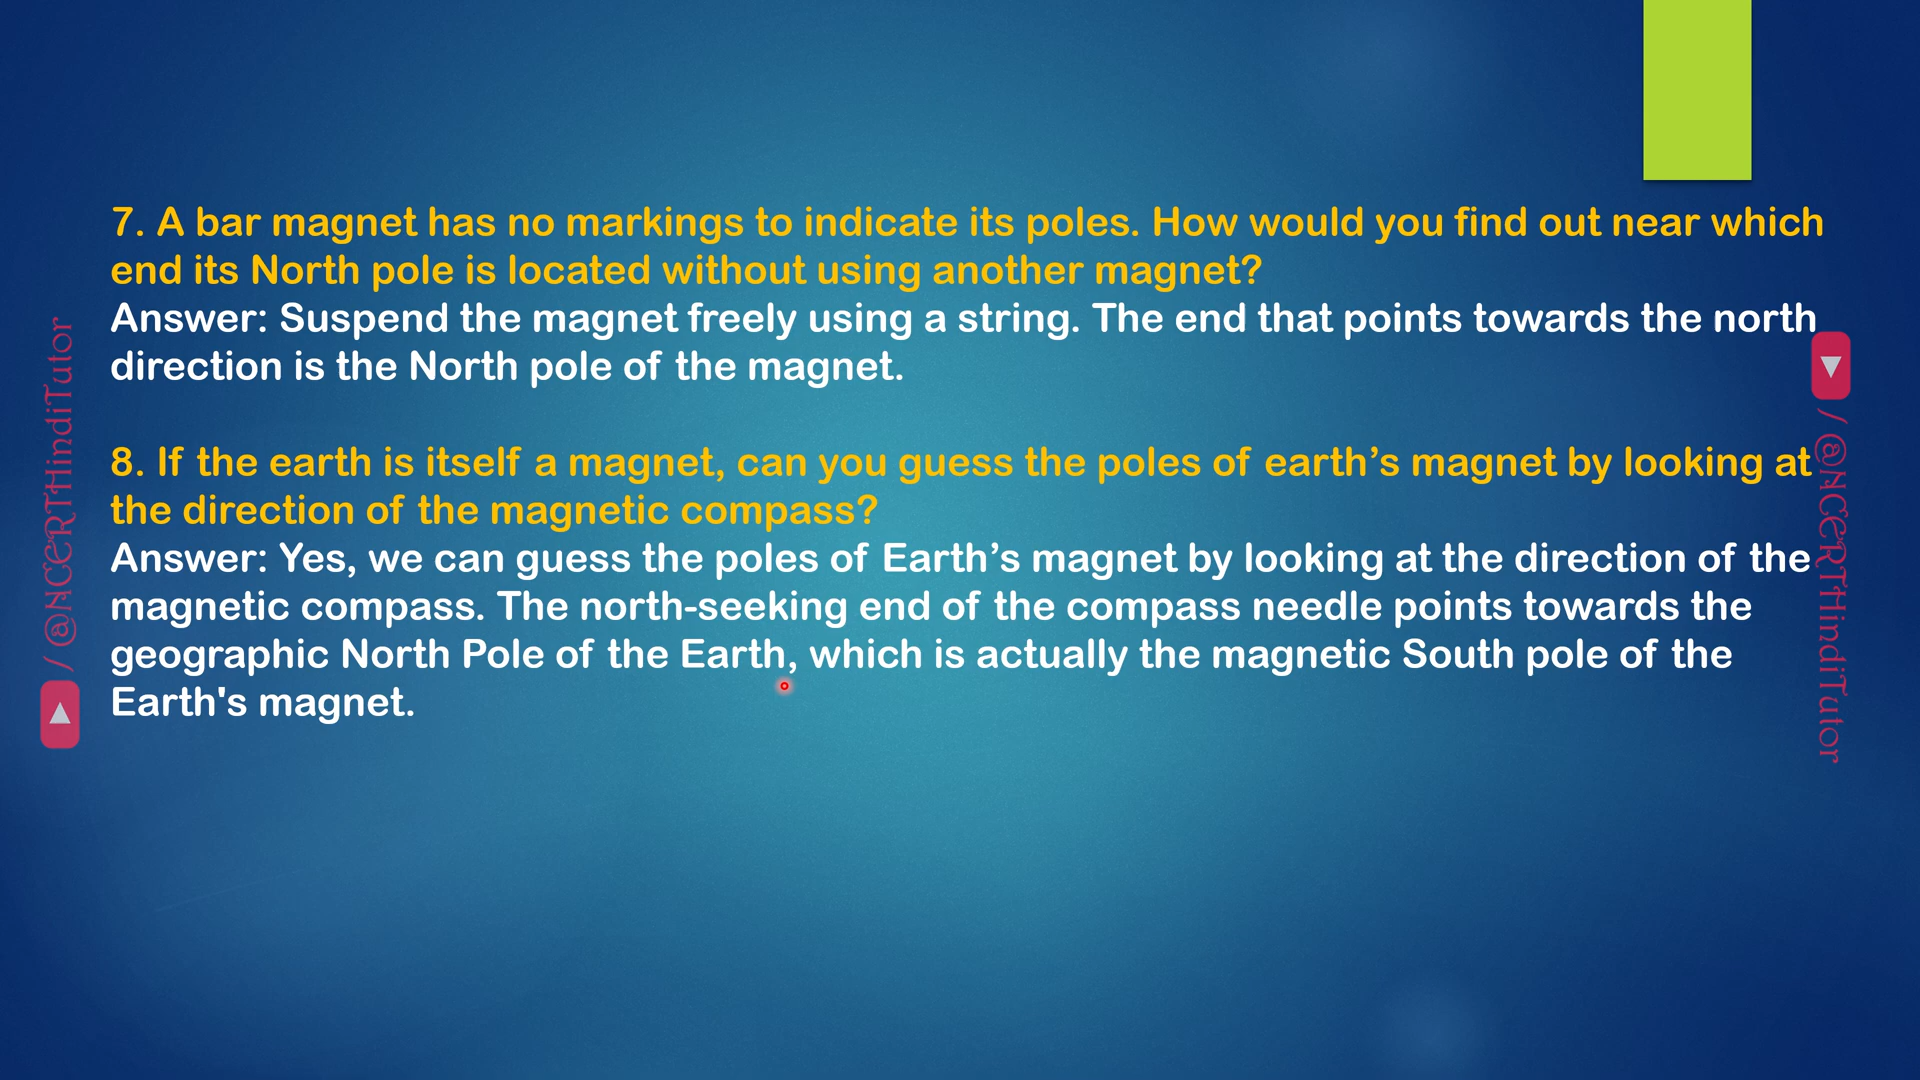 7. A bar magnet has no markings to indicate its poles. How would you find out near which
end its North pole is located without using another magnet?
Answer: Suspend the magnet freely using a string. The end that points towards the north
direction is the North pole of the magnet.
8. If the earth is itself a magnet, can you guess the poles of earth’s magnet by looking at
the direction of the magnetic compass?
Answer: Yes, we can guess the poles of Earth’s magnet by looking at the direction of the
magnetic compass. The north-seeking end of the compass needle points towards the
geographic North Pole of the Earth, which is actually the magnetic South pole of the
Earth's magnet.
/ @NCERTHindiTutor
/ @NCERTHindiTutor